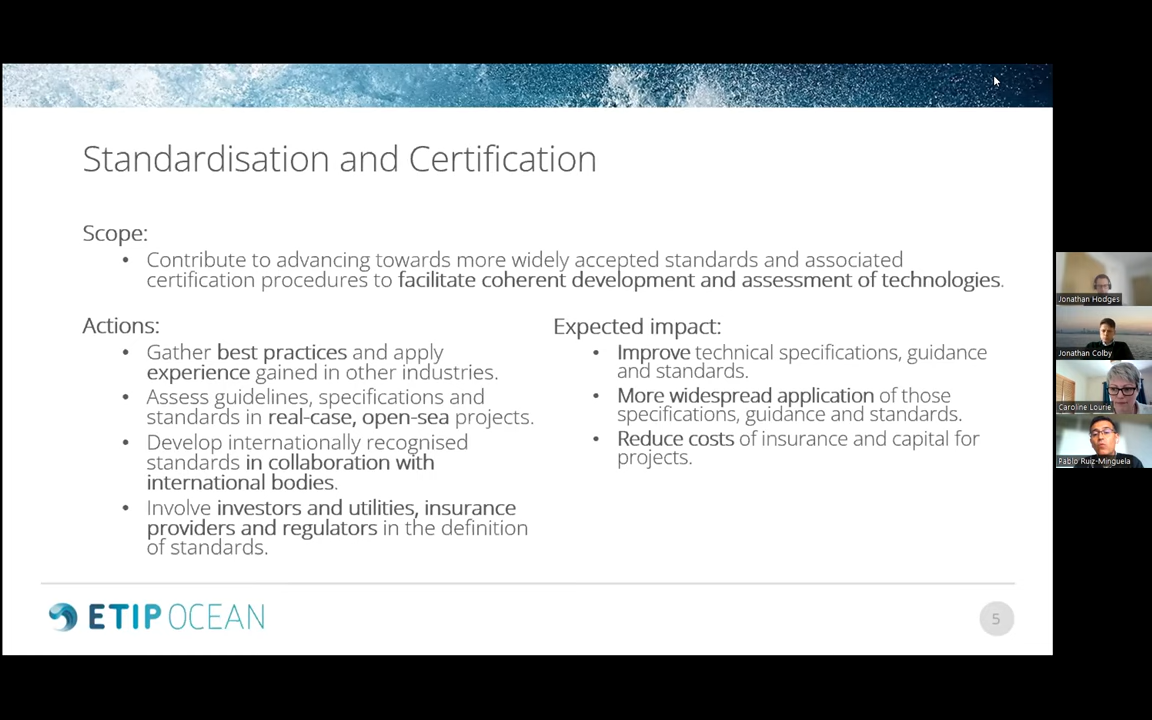 Standardisation and Certification
Scope:
• Contribute to advancing towards more widely accepted standards and associated
certification procedures to facilitate coherent development and assessment of technologies.
Actions:
• Gather best practices and apply
experience gained in other industries.
• Assess guidelines, specifications and
standards in real-case, open-sea projects.
• Develop internationally recognised
standards in collaboration with
international bodies.
• Involve investors and utilities, insurance
providers and regulators in the definition
of standards.
Expected impact:
• Improve technical specifications, guidance
and standards.
• More widespread application of those
specifications, guidance and standards.
• Reduce costs of insurance and capital for
projects.
ETIP OCEAN
5
Jonathan Hodges
Jonathan Colby
Caroline Lourie
Pablo Ruiz-Minguela